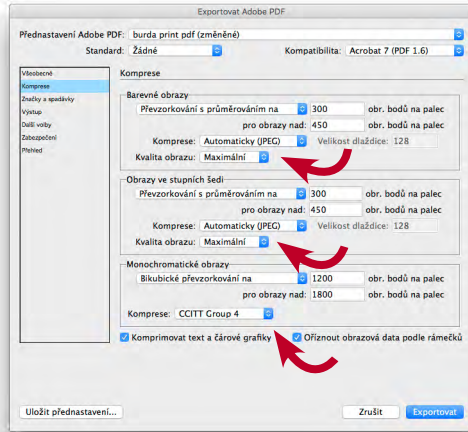 Exportovat Adobe PDF
Přednastavení Adobe PDF: burda print pdf (změněné)
Standard: Žádné Kompatibilita: Acrobat 7 (PDF 1.6)
Všeobecné
Komprese
Značky a spadávky
Výstup
Další volby
Zabezpečení
Přehled
Komprese
Barevné obrazy
Převzorkování s průměrováním na 300 obr. bodů na palec
pro obrazy nad: 450 obr. bodů na palec
Komprese: Automaticky (JPEG) Velikost dlaždice: 128
Kvalita obrazu: Maximální
Obrazy ve stupních šedi
Převzorkování s průměrováním na 300 obr. bodů na palec
pro obrazy nad: 450 obr. bodů na palec
Komprese: Automaticky (JPEG) Velikost dlaždice: 128
Kvalita obrazu: Maximální
Monochromatické obrazy
Bikubické převzorkování na 1200 obr. bodů na palec
pro obrazy nad: 1800 obr. bodů na palec
Komprese: CCITT Group 4
Komprimovat text a čárové grafiky Oříznout obrazová data podle rámečků
Uložit přednastavení... Zrušit Exportovat